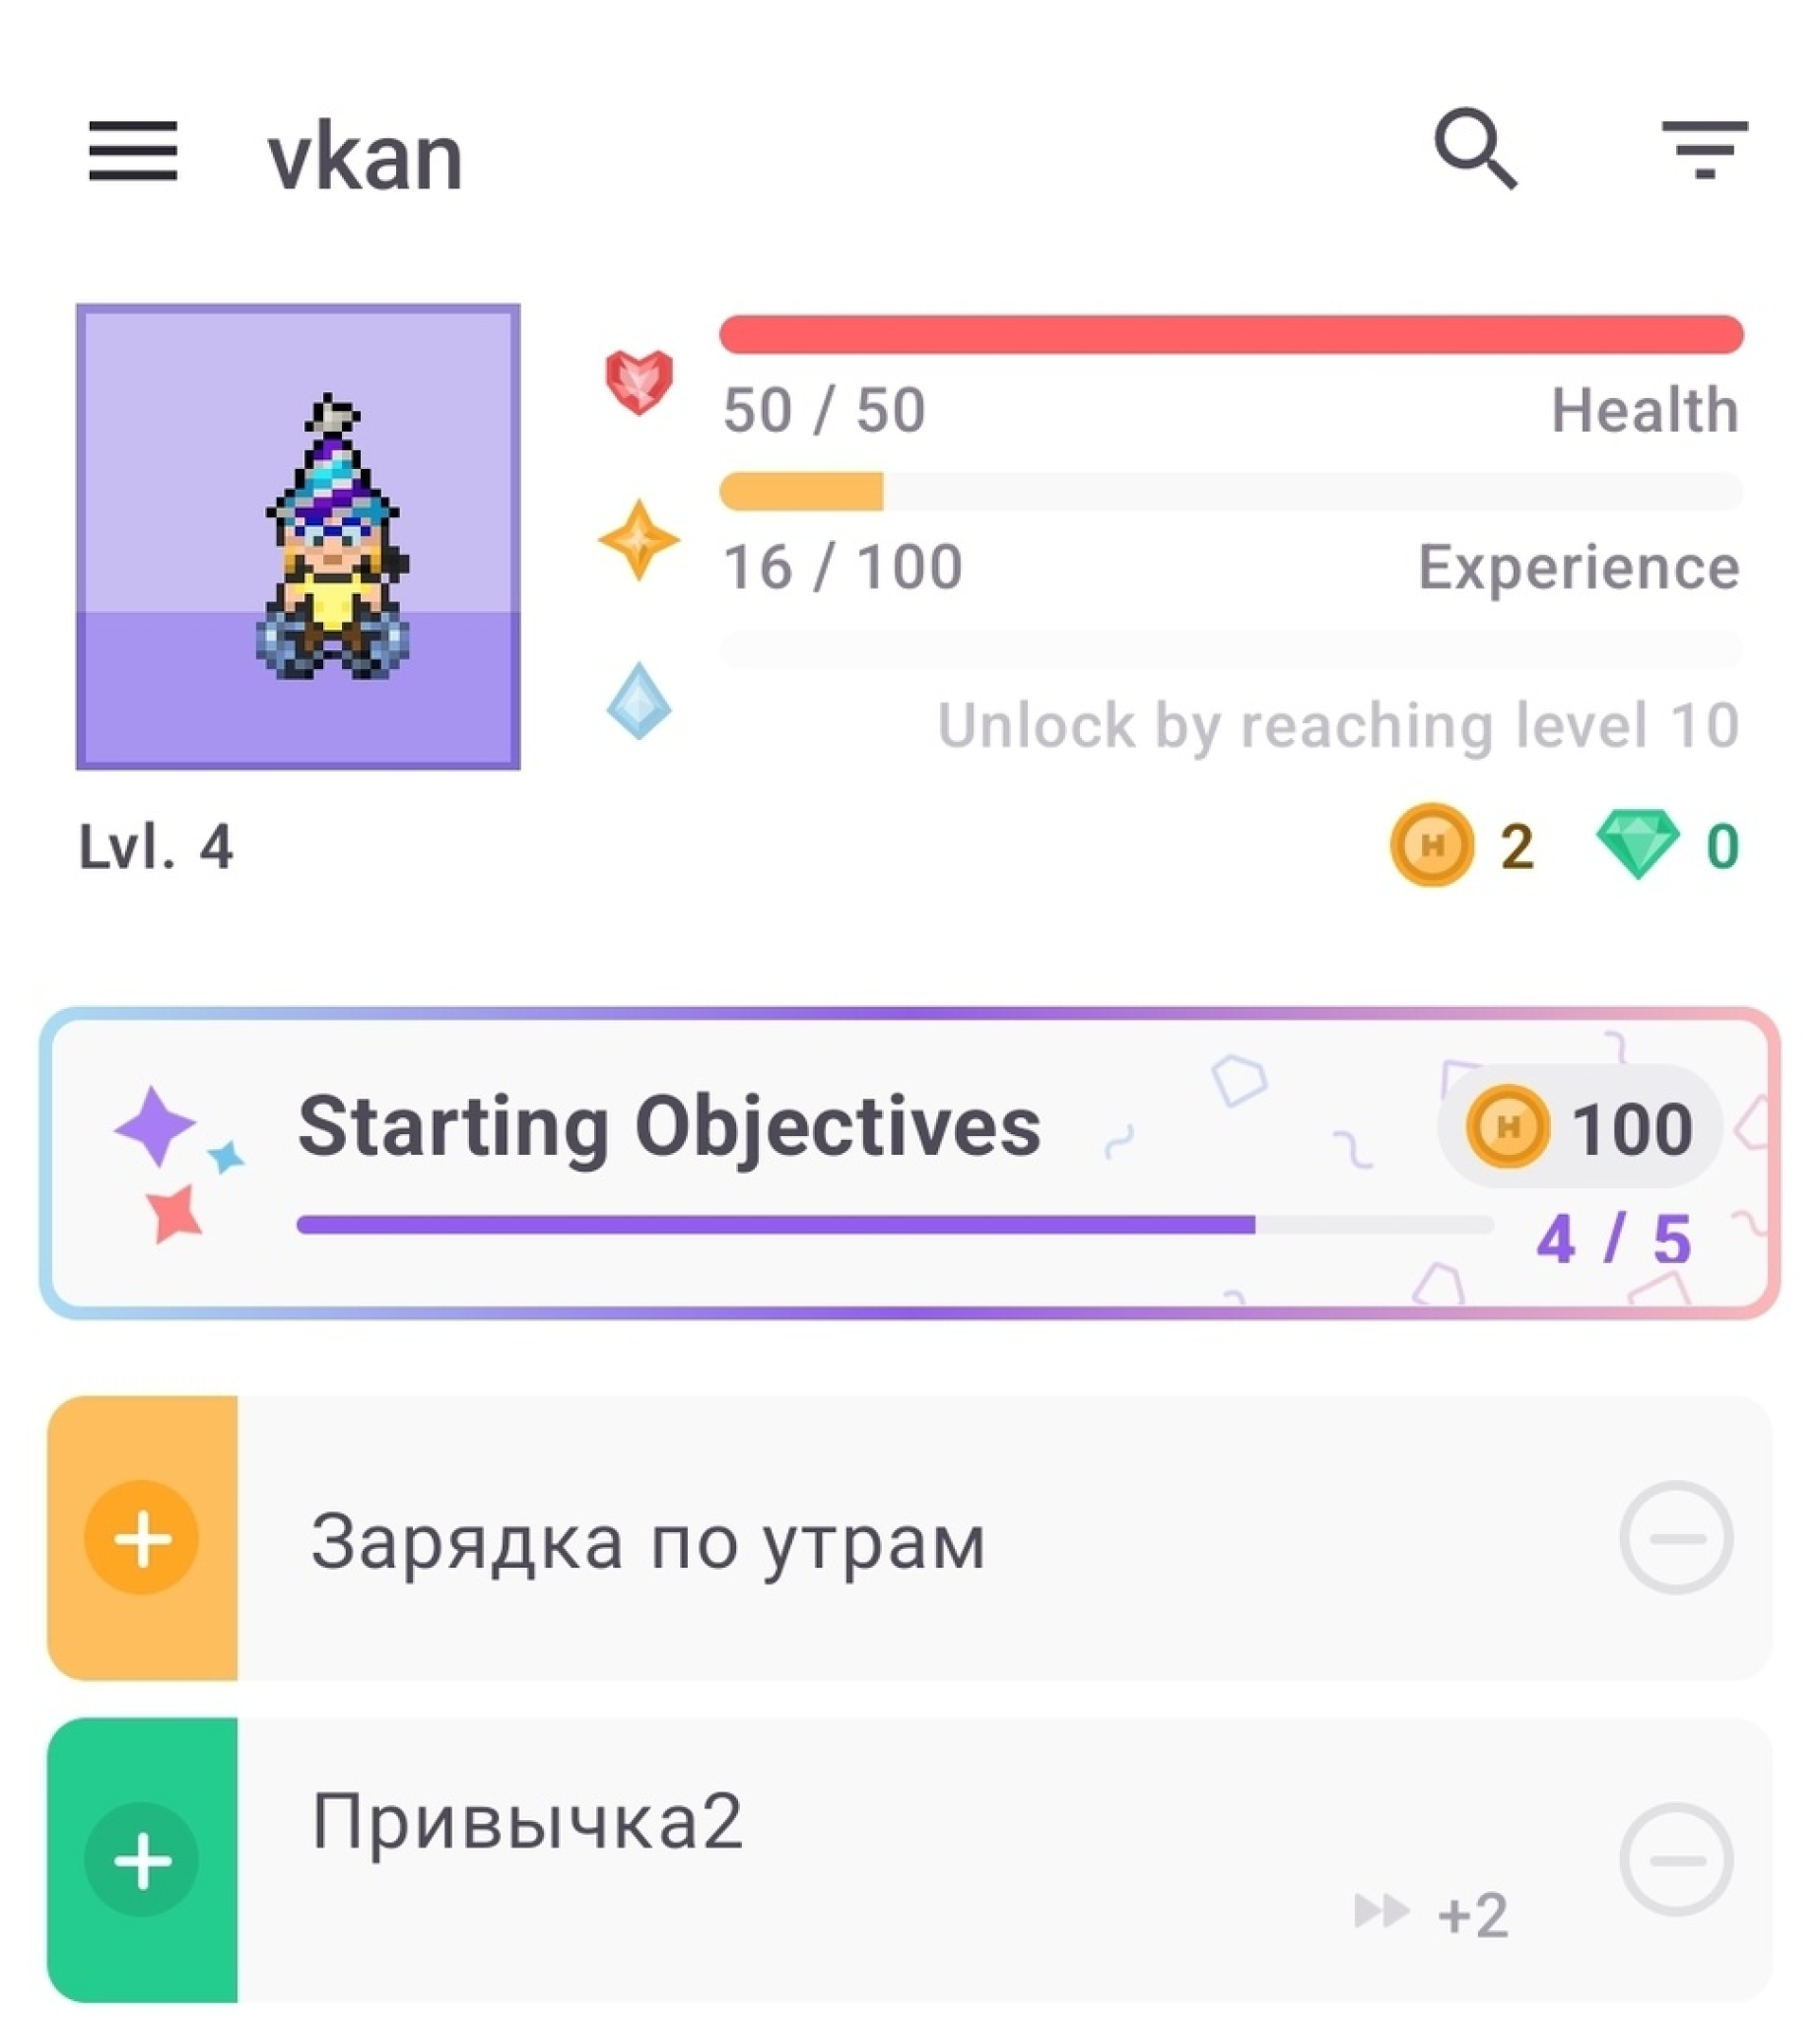 vkan
50 / 50 Health
16 / 100 Experience
Unlock by reaching level 10
Lvl. 4 H 2 0
Starting Objectives H 100
4 / 5
Зарядка по утрам
Привычка2
+2